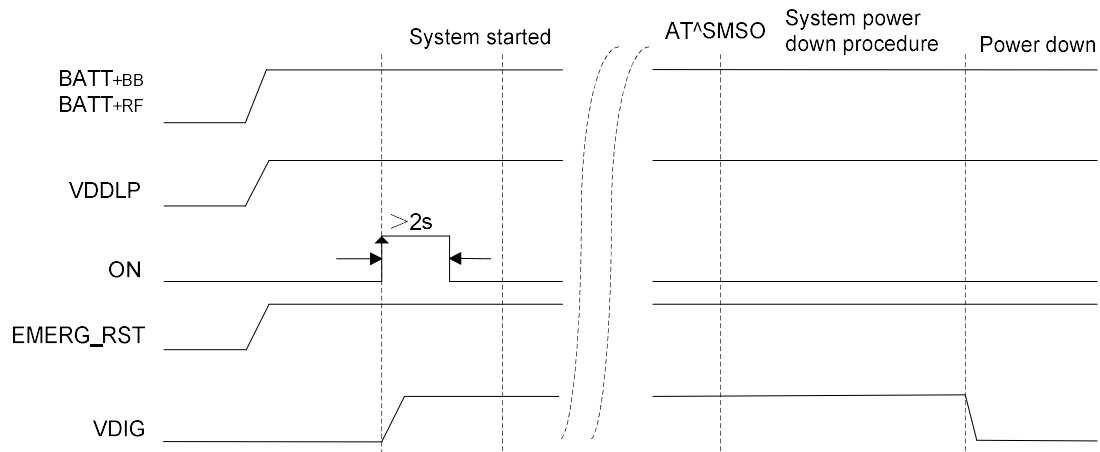 System started
AT^SMSO
System power
down procedure
Power down
BATT+BB
BATT+RF
VDDLP
>2s
ON
EMERG_RST
VDIG